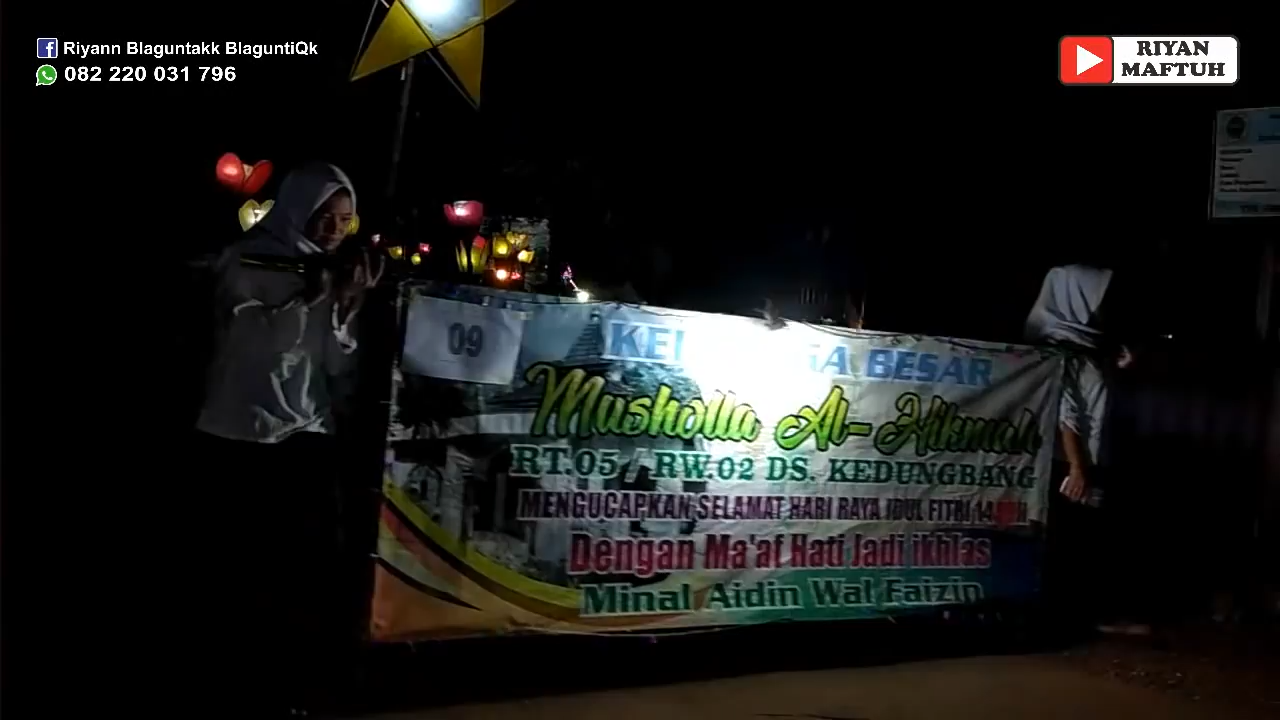 Riyann Blaguntakk BlaguntiQk
082 220 031 796
RIYAN
MAFTUH
09
BESAR
Musholla Al-Hikmah
RT.05 / RW.02 DS. KEDUNGBANG
MENGUCAPKAN SELAMAT HARI RAYA IDUL FITRI
Dengan Ma'af Hati Jadi ikhlas
Minal Aidin Wal Faizin